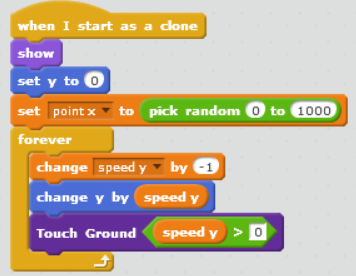 when I start as a clone
show
set y to 0
set point x to pick random 0 to 1000
forever
change speed y by -1
change y by speed y
Touch Ground speed y > 0